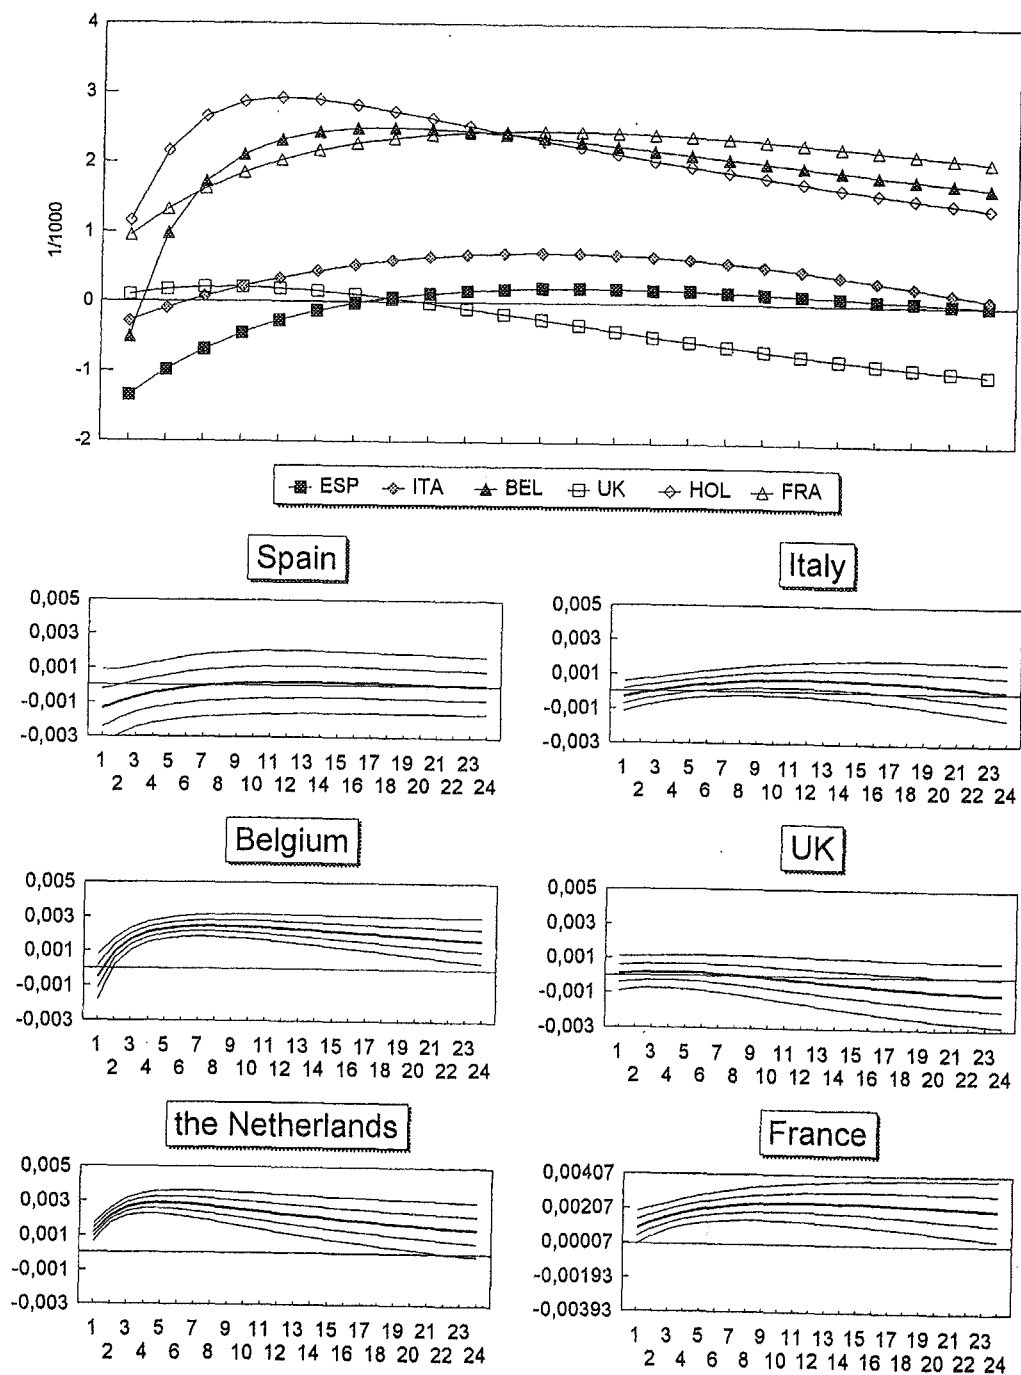 4
3
2
1
0
-1
-2
1/1000
ESP ITA BEL UK HOL FRA
Spain
0,005
0,003
0,001
-0,001
-0,003
1 3 5 7 9 11 13 15 17 19 21 23
2 4 6 8 10 12 14 16 18 20 22 24
Italy
0,005
0,003
0,001
-0,001
-0,003
1 3 5 7 9 11 13 15 17 19 21 23
2 4 6 8 10 12 14 16 18 20 22 24
Belgium
0,005
0,003
0,001
-0,001
-0,003
1 3 5 7 9 11 13 15 17 19 21 23
2 4 6 8 10 12 14 16 18 20 22 24
UK
0,005
0,003
0,001
-0,001
-0,003
1 3 5 7 9 11 13 15 17 19 21 23
2 4 6 8 10 12 14 16 18 20 22 24
the Netherlands
0,005
0,003
0,001
-0,001
-0,003
1 3 5 7 9 11 13 15 17 19 21 23
2 4 6 8 10 12 14 16 18 20 22 24
France
0,00407
0,00207
0,00007
-0,00193
-0,00393
1 3 5 7 9 11 13 15 17 19 21 23
2 4 6 8 10 12 14 16 18 20 22 24